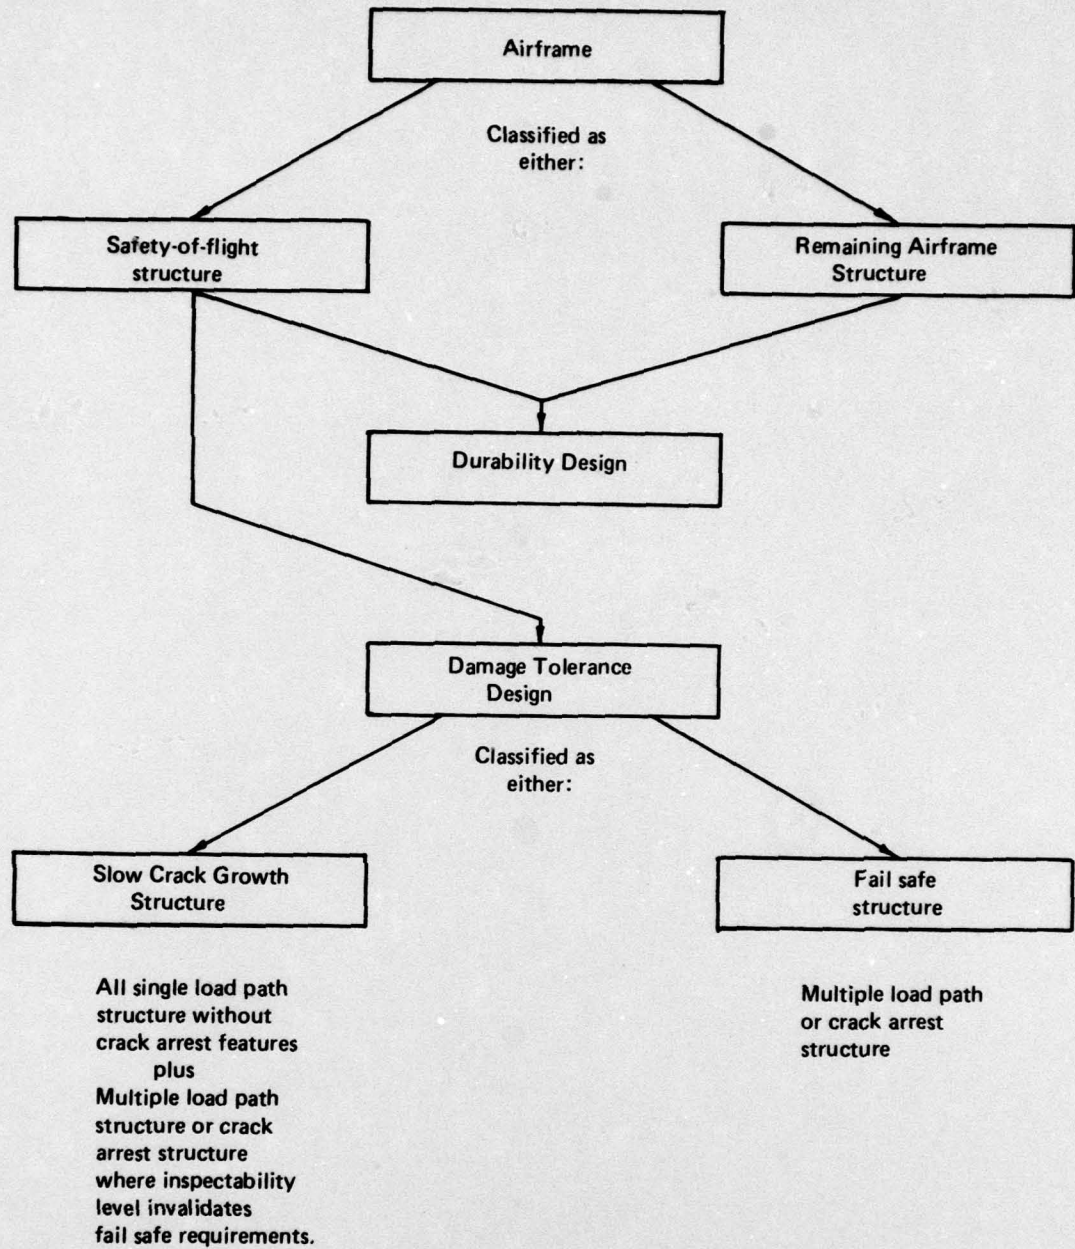 Airframe
Classified as
either:
Safety-of-flight
structure
Remaining Airframe
Structure
Durability Design
Damage Tolerance
Design
Classified as
either:
Slow Crack Growth
Structure
Fail safe
structure
All single load path
structure without
crack arrest features
plus
Multiple load path
structure or crack
arrest structure
where inspectability
level invalidates
fail safe requirements.
Multiple load path
or crack arrest
structure